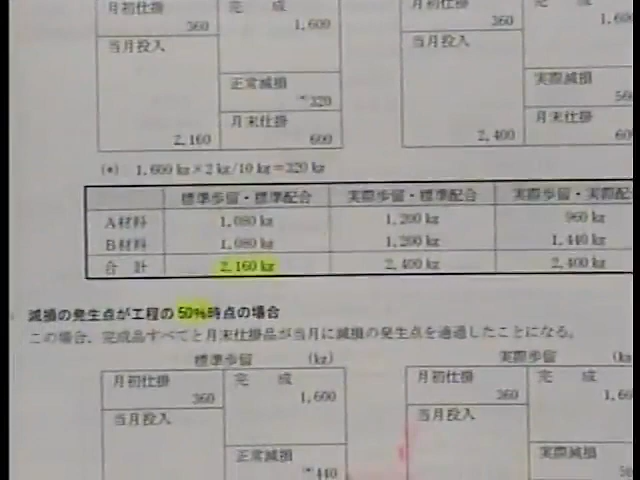 月初仕掛 360 完 成 1,600 月初仕掛 360 完 成
当月投入 当月投入
正常減損 実際減損
*320
月末仕掛 月末仕掛
2,160 600 2,400
(*) 1,600 kg×2 kg/10 kg=320 kg
標準歩留・標準配合 実際歩留・標準配合 実際歩留・実際配
A材料 1,080 kg 1,200 kg 960 kg
B材料 1,080 kg 1,200 kg 1,440 kg
合 計 2,160 kg 2,400 kg 2,400 kg
減損の発生点が工程の50%時点の場合
この場合、完成品すべてと月末仕掛品が当月に減損の発生点を通過したことになる。
標準歩留 (kg) 実際歩留
月初仕掛 360 完 成 1,600 月初仕掛 360 完 成
当月投入 当月投入
正常減損 実際減損
440